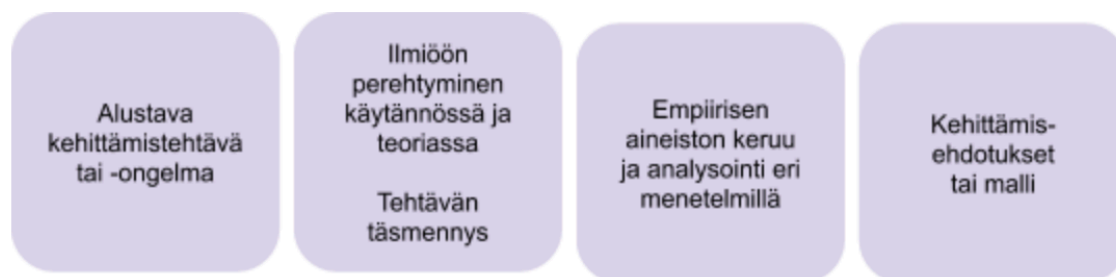 Alustava
kehittämistehtävä
tai -ongelma
Ilmiöön
perehtyminen
käytännössä ja
teoriassa
Tehtävän
täsmennys
Empiirisen
aineiston keruu
ja analysointi eri
menetelmillä
Kehittämis-
ehdotukset
tai malli